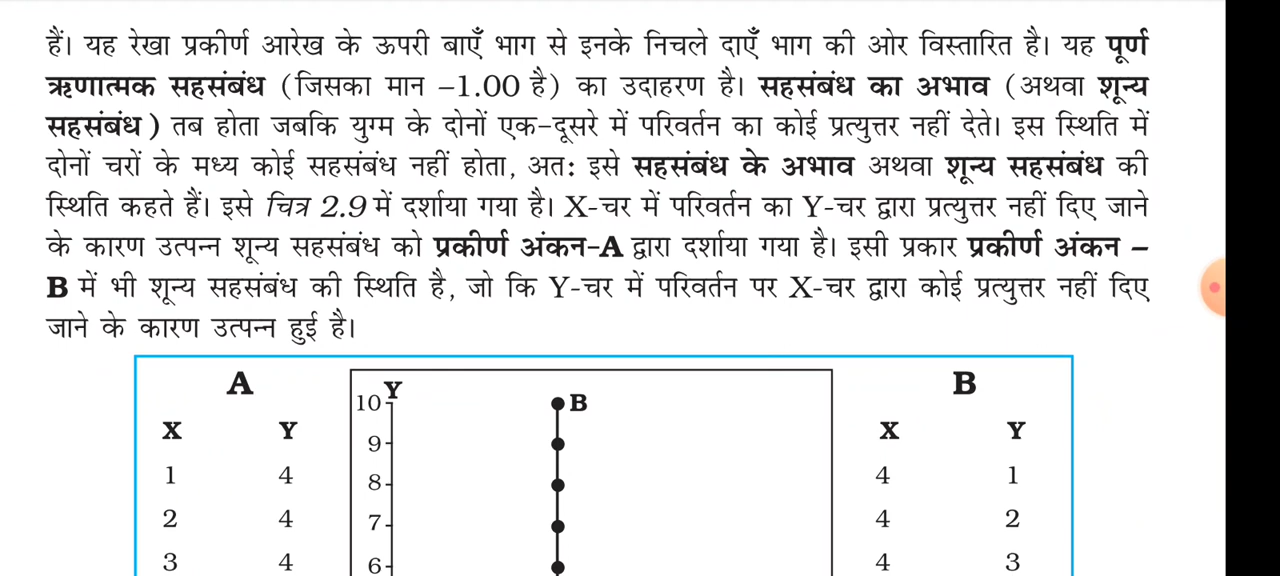 हैं। यह रेखा प्रकीर्ण आरेख के ऊपरी बाएँ भाग से इनके निचले दाएँ भाग की ओर विस्तारित है। यह पूर्ण
ऋणात्मक सहसंबंध (जिसका मान –1.00 है) का उदाहरण है। सहसंबंध का अभाव (अथवा शून्य
सहसंबंध) तब होता जबकि युग्म के दोनों एक-दूसरे में परिवर्तन का कोई प्रत्युत्तर नहीं देते। इस स्थिति में
दोनों चरों के मध्य कोई सहसंबंध नहीं होता, अत: इसे सहसंबंध के अभाव अथवा शून्य सहसंबंध की
स्थिति कहते हैं। इसे चित्र 2.9 में दर्शाया गया है। X-चर में परिवर्तन का Y-चर द्वारा प्रत्युत्तर नहीं दिए जाने
के कारण उत्पन्न शून्य सहसंबंध को प्रकीर्ण अंकन-A द्वारा दर्शाया गया है। इसी प्रकार प्रकीर्ण अंकन –
B में भी शून्य सहसंबंध की स्थिति है, जो कि Y-चर में परिवर्तन पर X-चर द्वारा कोई प्रत्युत्तर नहीं दिए
जाने के कारण उत्पन्न हुई है।
A
X Y
1 4
2 4
3 4
Y
10 B
9
8
7
6
B
X Y
4 1
4 2
4 3